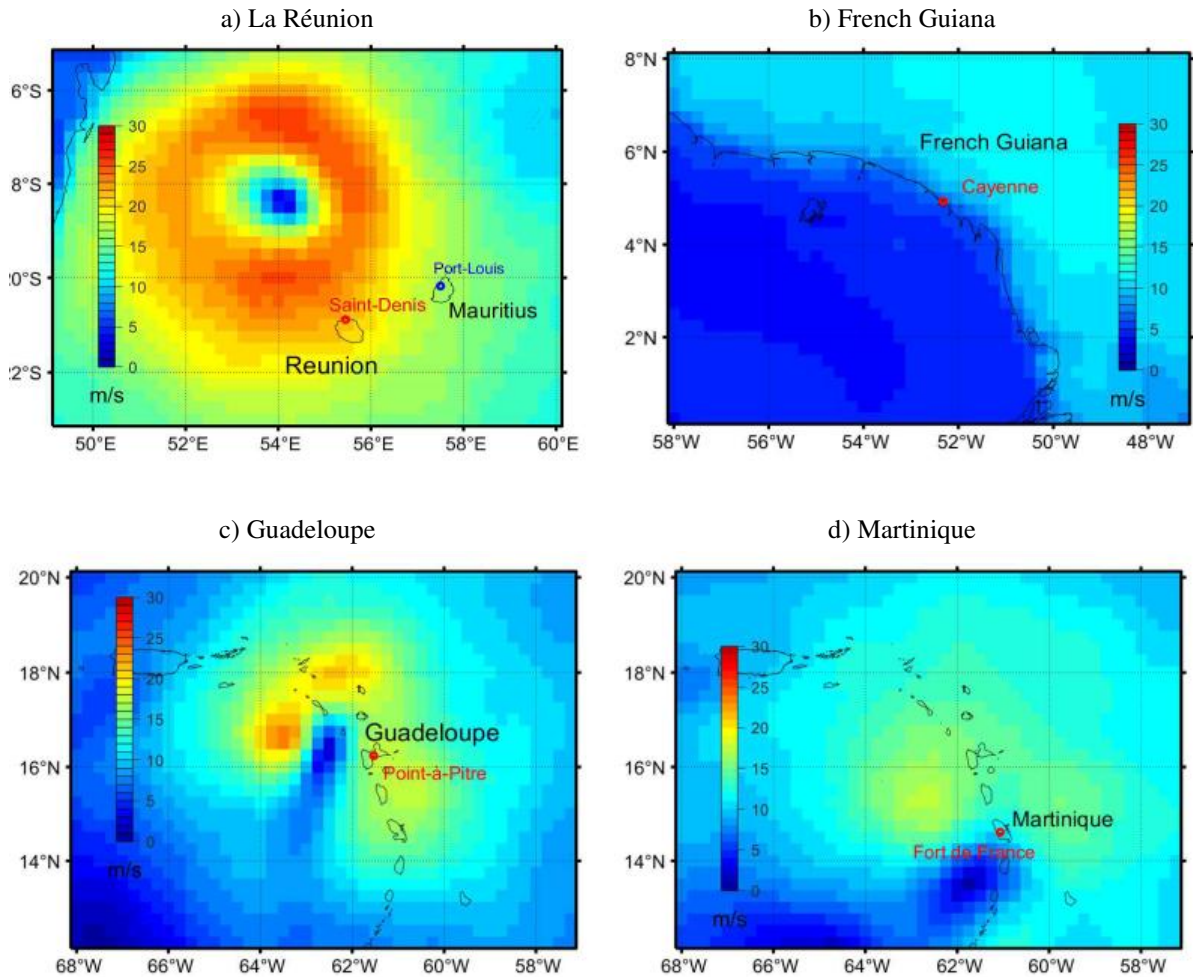 a) La Réunion
b) French Guiana
6°S
8°S
0°S
2°S
30
25
20
15
10
5
0
m/s
Port-Louis
Mauritius
Saint-Denis
Reunion
50°E 52°E 54°E 56°E 58°E 60°E
8°N
6°N
4°N
2°N
French Guiana
Cayenne
30
25
20
15
10
5
0
m/s
58°W 56°W 54°W 52°W 50°W 48°W
c) Guadeloupe
d) Martinique
20°N
18°N
16°N
14°N
30
25
20
15
10
5
0
m/s
Guadeloupe
Point-à-Pitre
68°W 66°W 64°W 62°W 60°W 58°W
20°N
18°N
16°N
14°N
30
25
20
15
10
5
0
m/s
Martinique
Fort de France
68°W 66°W 64°W 62°W 60°W 58°W